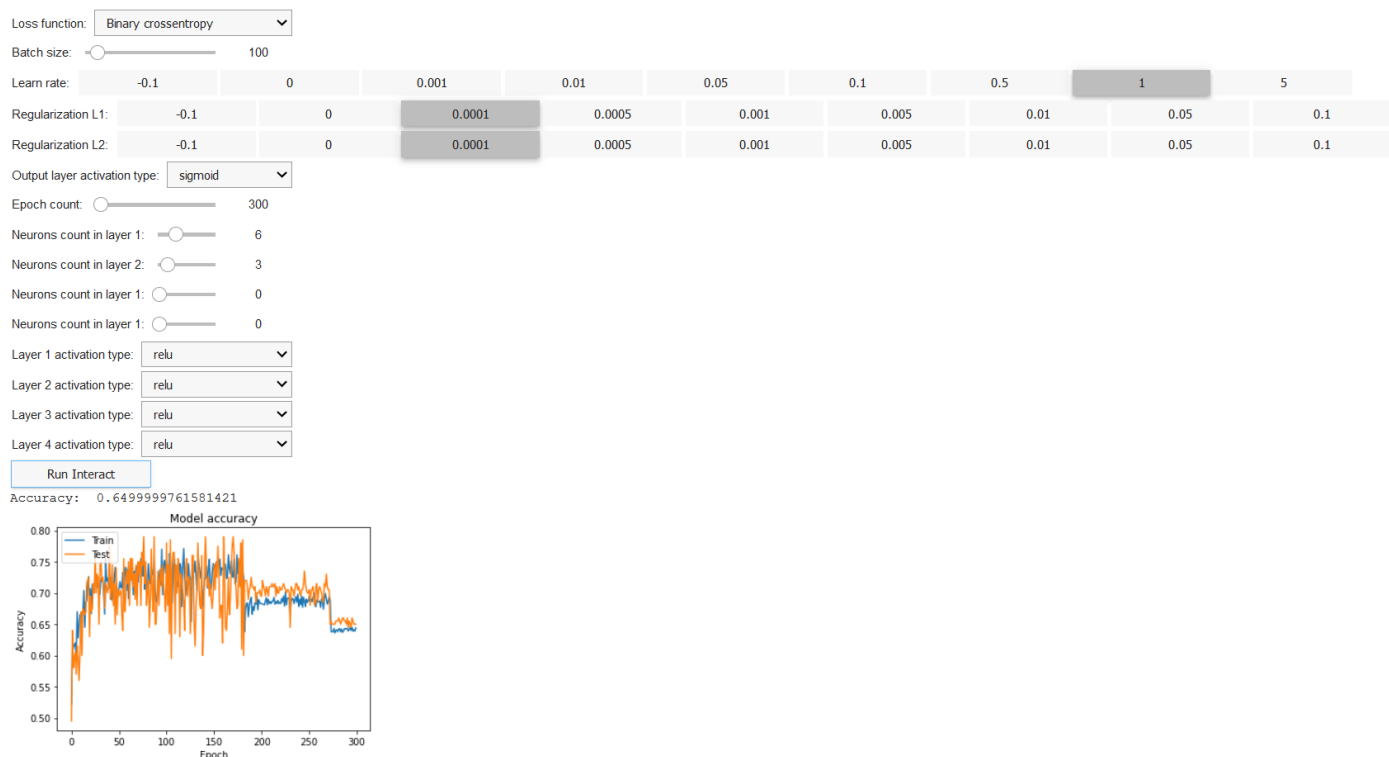 Loss function: Binary crossentropy
Batch size: 100
Learn rate: -0.1 0 0.001 0.01 0.05 0.1 0.5 1 5
Regularization L1: -0.1 0 0.0001 0.0005 0.001 0.005 0.01 0.05 0.1
Regularization L2: -0.1 0 0.0001 0.0005 0.001 0.005 0.01 0.05 0.1
Output layer activation type: sigmoid
Epoch count: 300
Neurons count in layer 1: 6
Neurons count in layer 2: 3
Neurons count in layer 1: 0
Neurons count in layer 1: 0
Layer 1 activation type: relu
Layer 2 activation type: relu
Layer 3 activation type: relu
Layer 4 activation type: relu
Run Interact
Accuracy: 0.6499999761581421
Model accuracy
Train
Test
Accuracy
0.80
0.75
0.70
0.65
0.60
0.55
0.50
0 50 100 150 200 250 300
Epoch